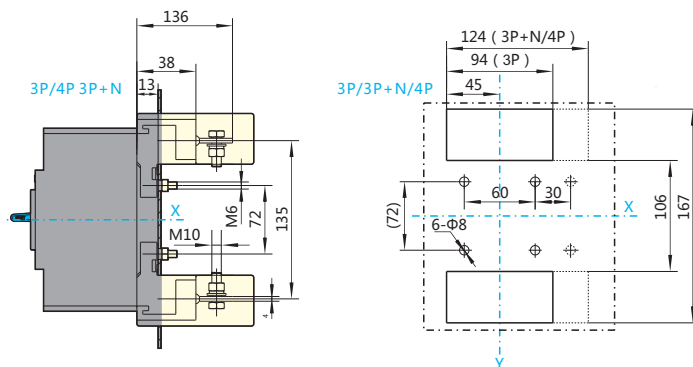 136
38
13
3P/4P 3P+N
X
M6
72
135
M10
4
124 ( 3P+N/4P )
94 ( 3P )
3P/3P+N/4P
45
60
30
(72)
X
106
167
6-Φ8
Y